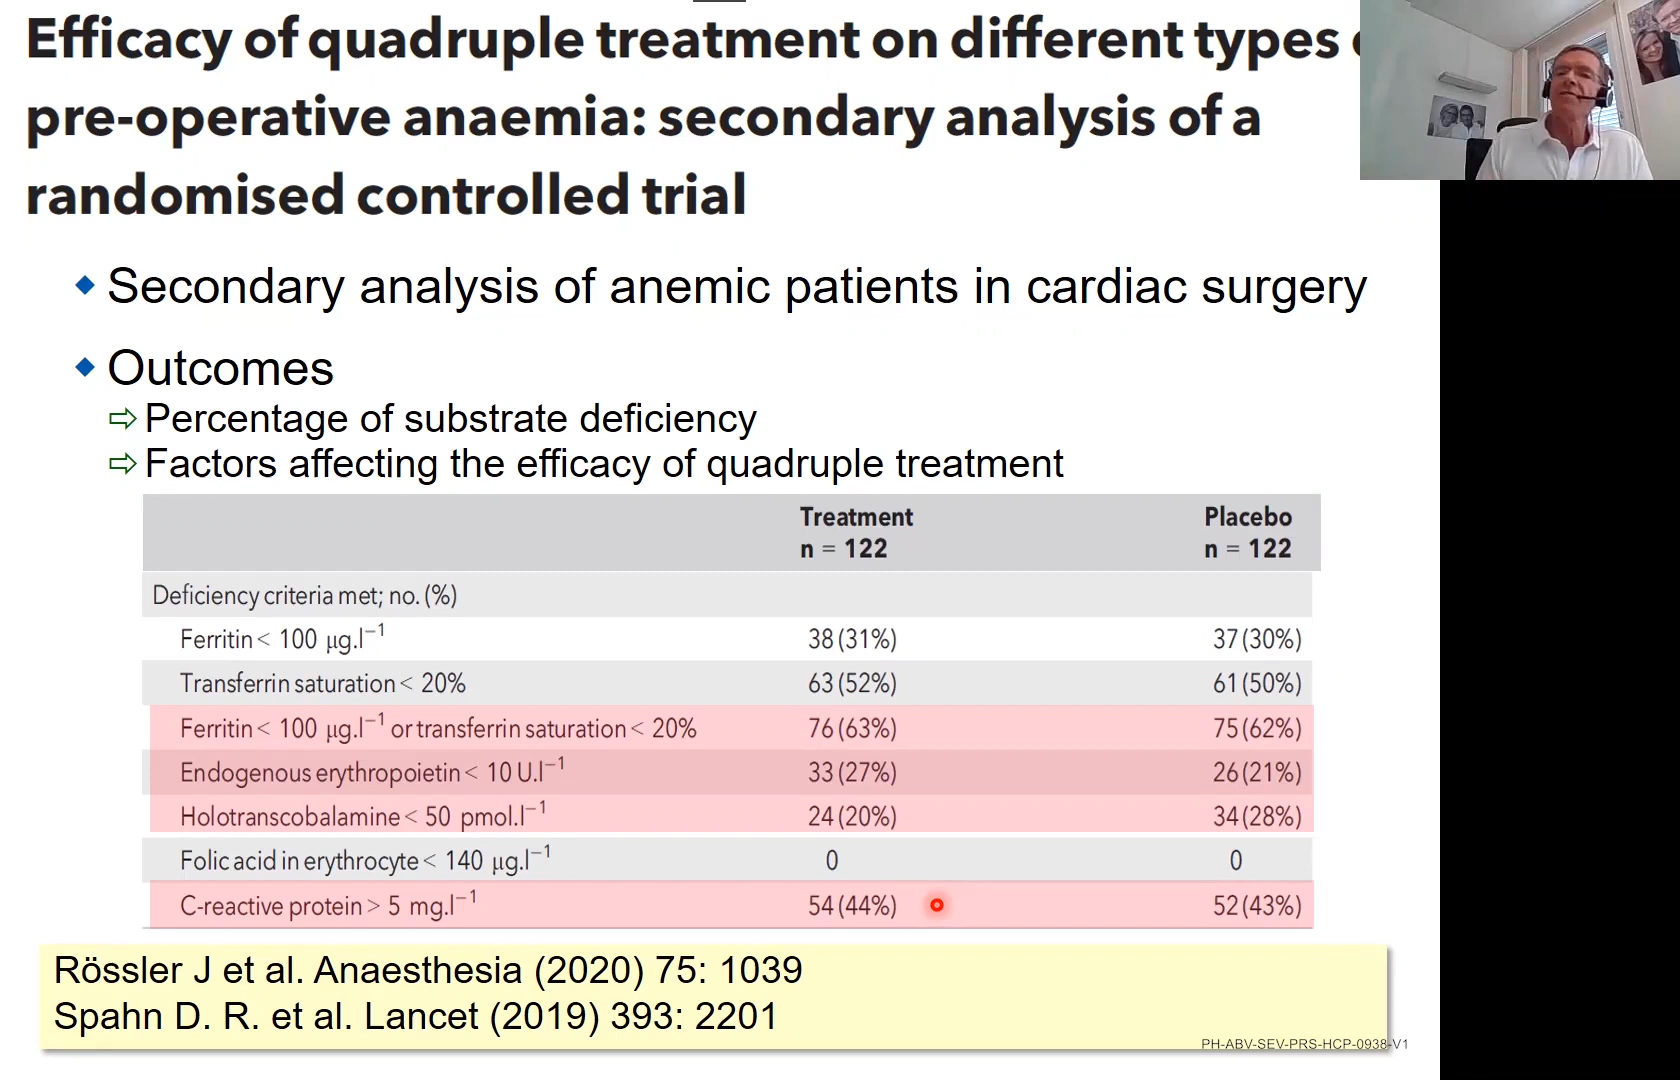 Efficacy of quadruple treatment on different types
pre-operative anaemia: secondary analysis of a
randomised controlled trial
Secondary analysis of anemic patients in cardiac surgery
Outcomes
Percentage of substrate deficiency
Factors affecting the efficacy of quadruple treatment
Treatment Placebo
n = 122 n = 122
Deficiency criteria met; no. (%)
Ferritin < 100 µg.l⁻¹ 38 (31%) 37 (30%)
Transferrin saturation < 20% 63 (52%) 61 (50%)
Ferritin < 100 µg.l⁻¹ or transferrin saturation < 20% 76 (63%) 75 (62%)
Endogenous erythropoietin < 10 U.l⁻¹ 33 (27%) 26 (21%)
Holotranscobalamine < 50 pmol.l⁻¹ 24 (20%) 34 (28%)
Folic acid in erythrocyte < 140 µg.l⁻¹ 0 0
C-reactive protein > 5 mg.l⁻¹ 54 (44%) 52 (43%)
Rössler J et al. Anaesthesia (2020) 75: 1039
Spahn D. R. et al. Lancet (2019) 393: 2201
PH-ABV-SEV-PRS-HCP-0938-V1